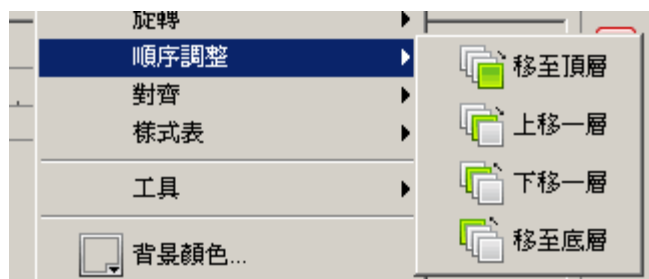 旋轉
順序調整
對齊
樣式表
工具
背景顏色...
移至頂層
上移一層
下移一層
移至底層